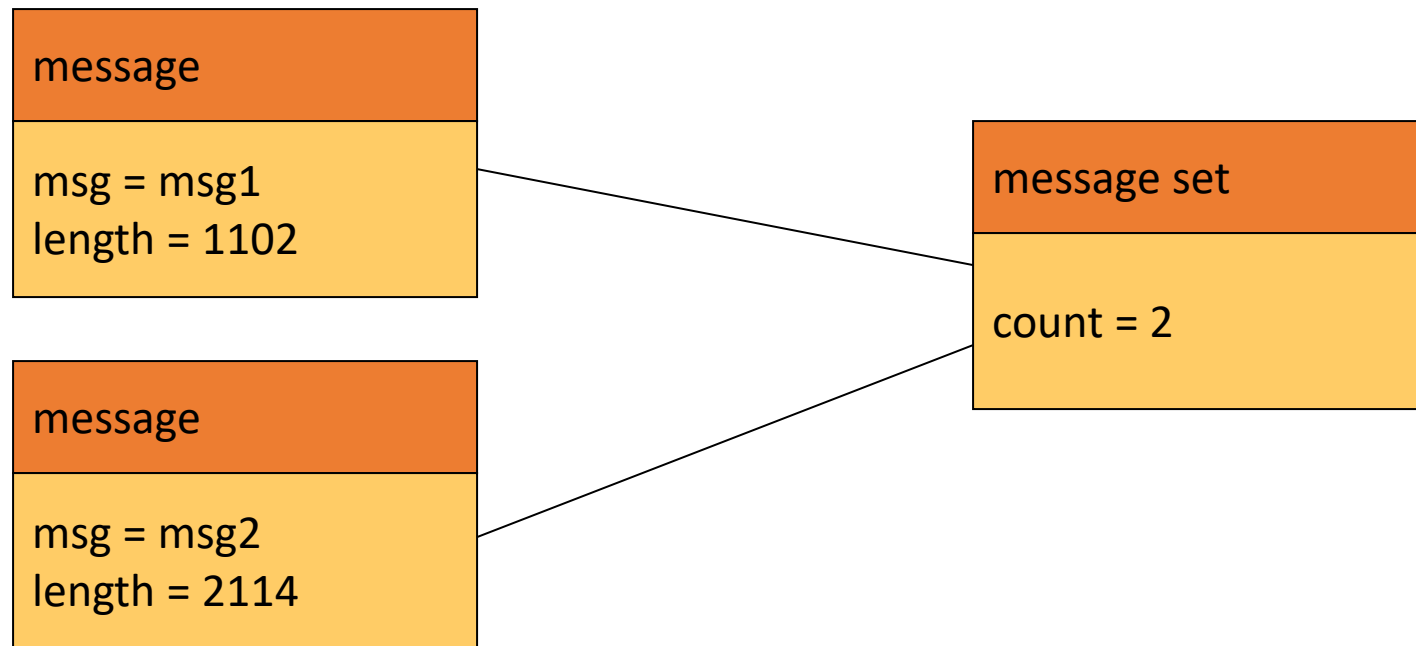 message
msg = msg1
length = 1102
message set
count = 2
message
msg = msg2
length = 2114